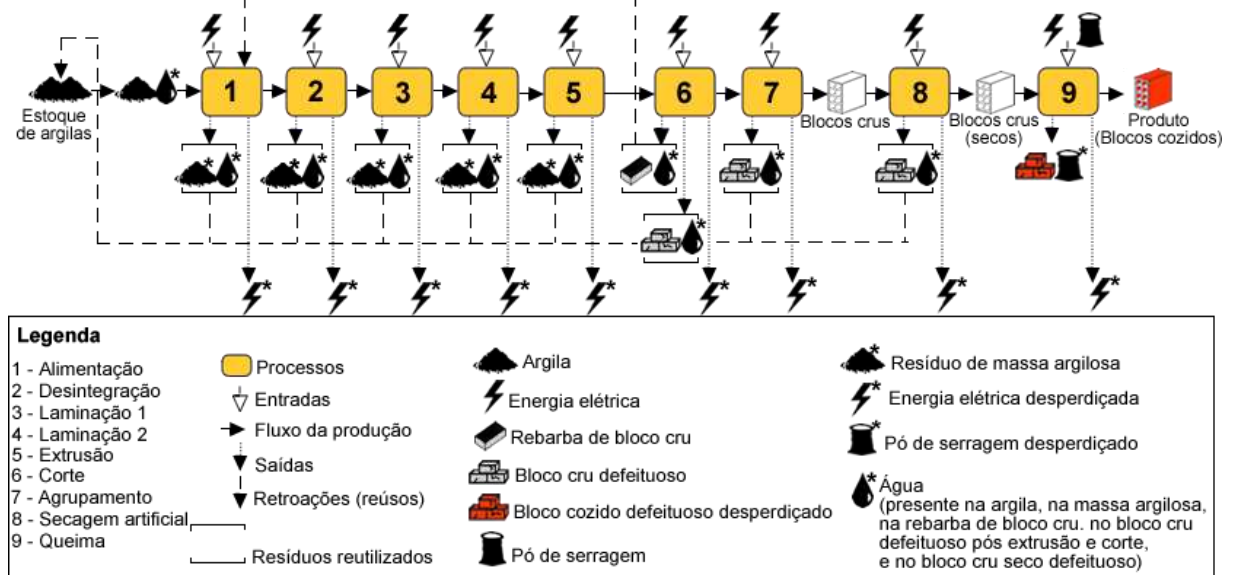 1 2 3 4 5 6 7 8 9
Estoque
de argilas
Blocos crus
Blocos crus
(secos)
Produto
(Blocos cozidos)
Legenda
1 - Alimentação
2 - Desintegração
3 - Laminação 1
4 - Laminação 2
5 - Extrusão
6 - Corte
7 - Agrupamento
8 - Secagem artificial
9 - Queima
Processos
Entradas
Fluxo da produção
Saídas
Retroações (reúsos)
Resíduos reutilizados
Argila
Energia elétrica
Rebarba de bloco cru
Bloco cru defeituoso
Bloco cozido defeituoso desperdiçado
Pó de serragem
Resíduo de massa argilosa
Energia elétrica desperdiçada
Pó de serragem desperdiçado
Água
(presente na argila, na massa argilosa,
na rebarba de bloco cru. no bloco cru
defeituoso pós extrusão e corte,
e no bloco cru seco defeituoso)